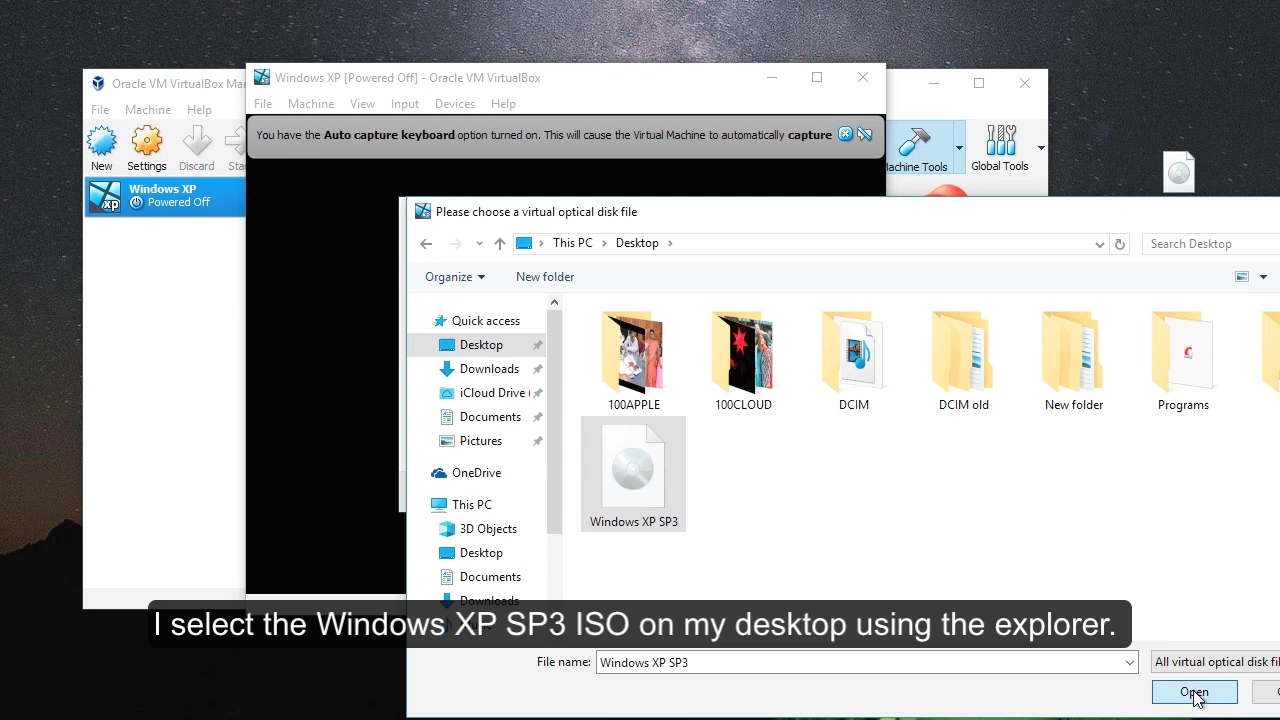 Oracle VM VirtualBox Ma
File Machine Help
New
Settings
Discard
Windows XP
Powered Off
Windows XP [Powered Off] - Oracle VM VirtualBox
File Machine View Input Devices Help
You have the Auto capture keyboard option turned on. This will cause the Virtual Machine to automatically capture
Machine Tools
Global Tools
Please choose a virtual optical disk file
This PC
Desktop
Search Desktop
Organize
New folder
Quick access
Desktop
Downloads
iCloud Drive
Documents
Pictures
OneDrive
This PC
3D Objects
Desktop
Documents
Downloads
100APPLE
100CLOUD
DCIM
DCIM old
New folder
Programs
Windows XP SP3
I select the Windows XP SP3 ISO on my desktop using the explorer.
File name:
Windows XP SP3
All virtual optical disk fil
Open